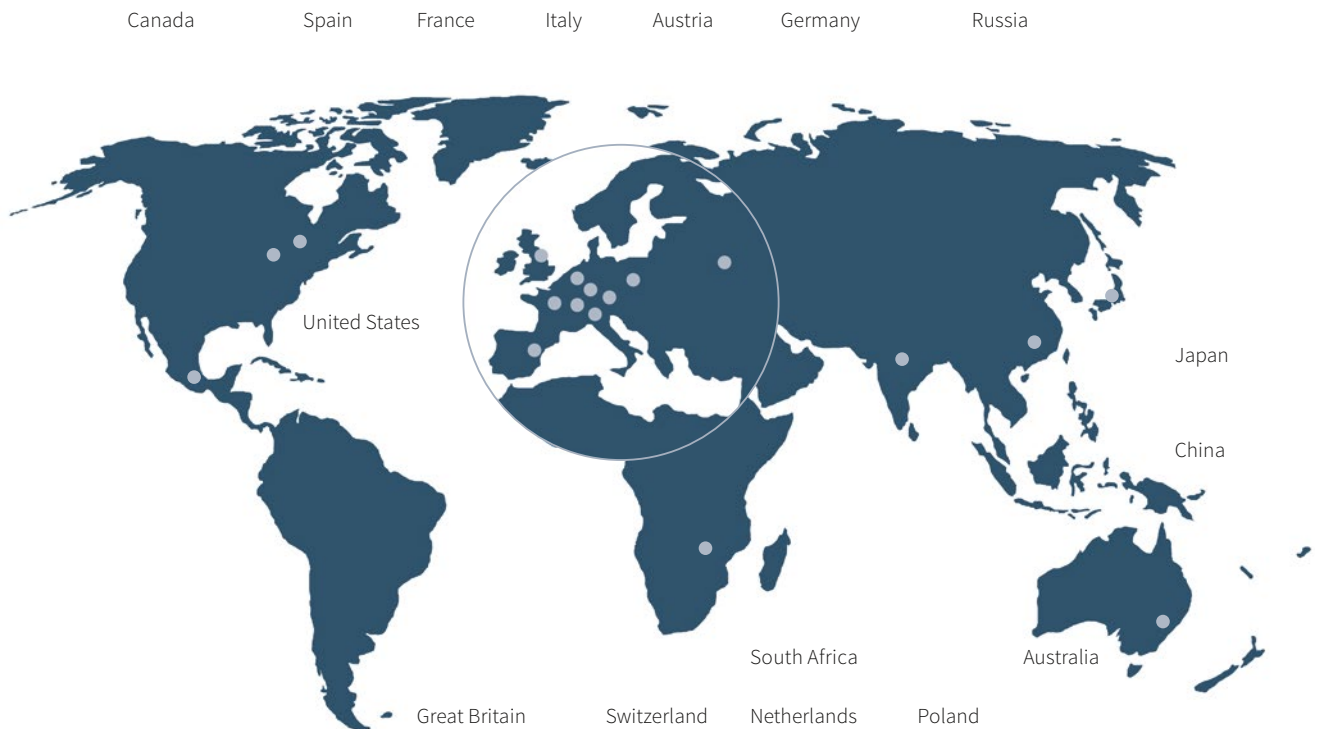 Canada Spain France Italy Austria Germany Russia
United States
Japan
China
South Africa Australia
Great Britain Switzerland Netherlands Poland